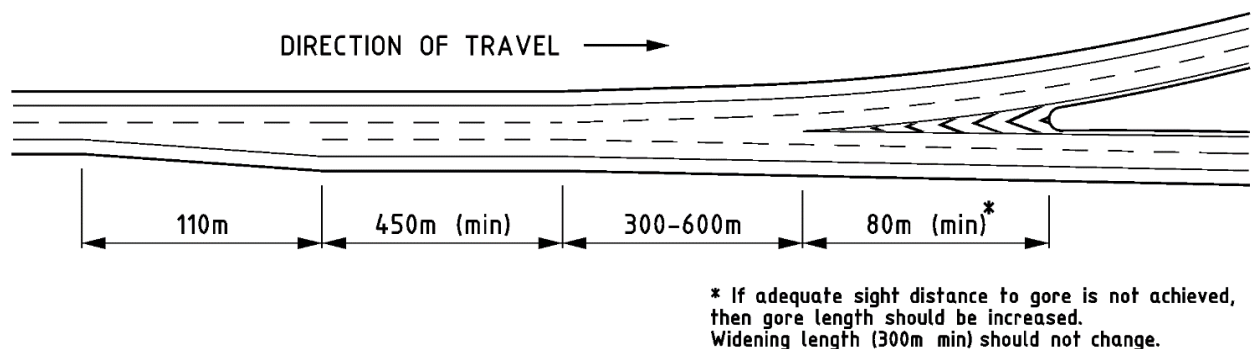 DIRECTION OF TRAVEL
110m
450m (min)
300-600m
80m (min)*
* If adequate sight distance to gore is not achieved,
then gore length should be increased.
Widening length (300m min) should not change.